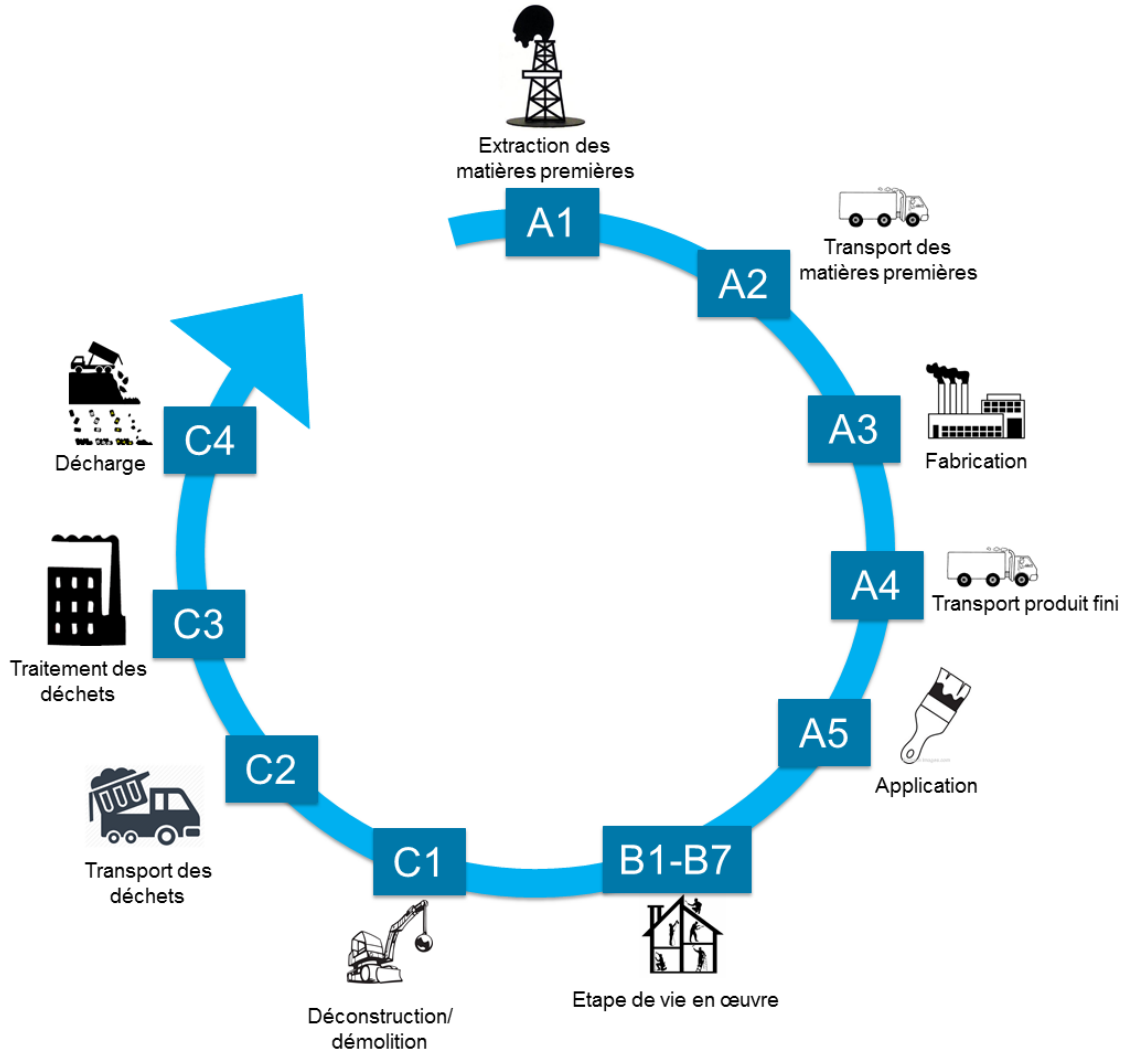 Extraction des
matières premières
A1
A2
Transport des
matières premières
A3
Fabrication
A4
Transport produit fini
A5
Application
B1-B7
Etape de vie en œuvre
C1
Déconstruction/
démolition
C2
Transport des
déchets
C3
Traitement des
déchets
C4
Décharge